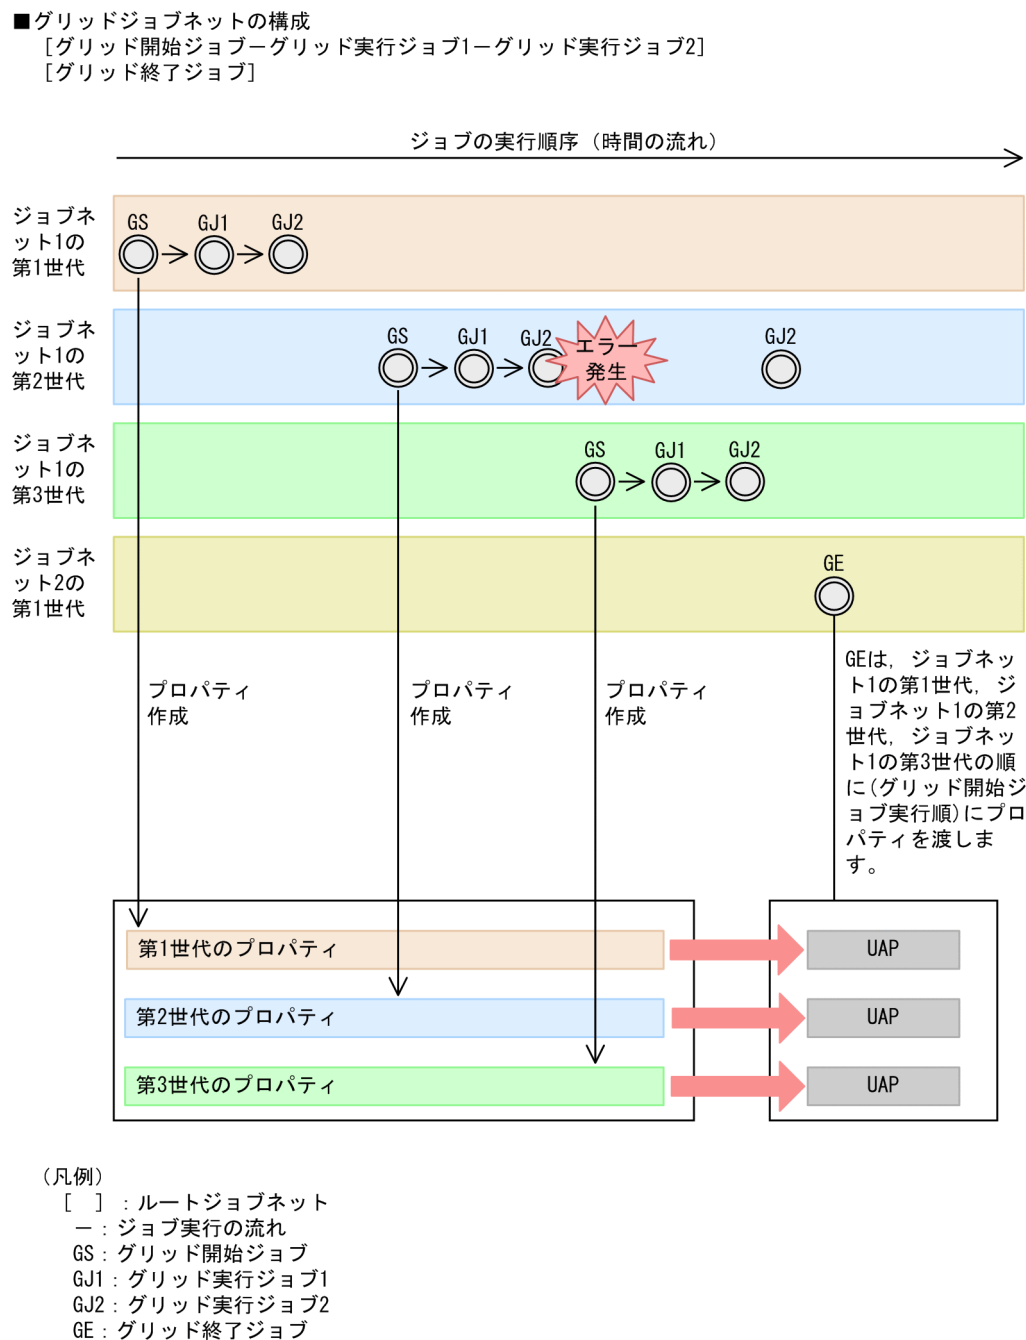 ■グリッドジョブネットの構成
［グリッド開始ジョブ－グリッド実行ジョブ1－グリッド実行ジョブ2］
［グリッド終了ジョブ］
ジョブの実行順序（時間の流れ）
ジョブネ
ット1の
第1世代
GS
GJ1
GJ2
ジョブネ
ット1の
第2世代
GS
GJ1
GJ2
エラー
発生
GJ2
ジョブネ
ット1の
第3世代
GS
GJ1
GJ2
ジョブネ
ット2の
第1世代
GE
プロパティ
作成
プロパティ
作成
プロパティ
作成
GEは，ジョブネッ
ト1の第1世代，ジ
ョブネット1の第2
世代，ジョブネッ
ト1の第3世代の順
に(グリッド開始ジ
ョブ実行順)にプロ
パティを渡しま
す。
第1世代のプロパティ
UAP
第2世代のプロパティ
UAP
第3世代のプロパティ
UAP
（凡例）
［　］：ルートジョブネット
－：ジョブ実行の流れ
GS：グリッド開始ジョブ
GJ1：グリッド実行ジョブ1
GJ2：グリッド実行ジョブ2
GE：グリッド終了ジョブ